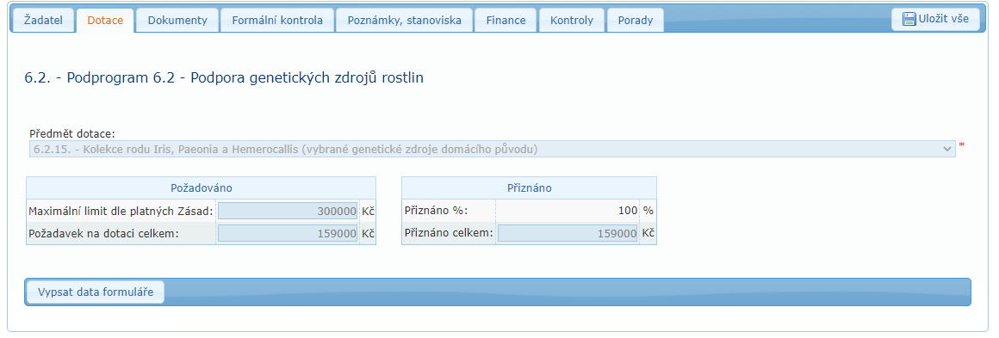 Žadatel Dotace Dokumenty Formální kontrola Poznámky, stanoviska Finance Kontroly Porady Uložit vše
6.2. - Podprogram 6.2 - Podpora genetických zdrojů rostlin
Předmět dotace:
6.2.15. - Kolekce rodu Iris, Paeonia a Hemerocallis (vybrané genetické zdroje domácího původu) *
Požadováno
Maximální limit dle platných Zásad: 300000 Kč
Požadavek na dotaci celkem: 159000 Kč
Přiznáno
Přiznáno %: 100 %
Přiznáno celkem: 159000 Kč
Vypsat data formuláře